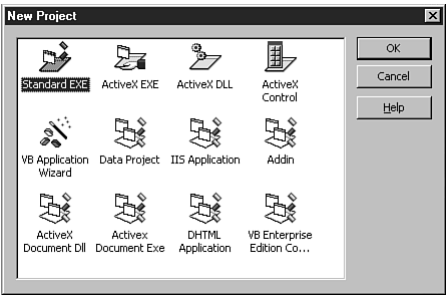 New Project
Standard EXE ActiveX EXE ActiveX DLL ActiveX
Control
VB Application
Wizard Data Project IIS Application Addin
ActiveX
Document Dll Activex
Document Exe DHTML
Application VB Enterprise
Edition Co...
OK
Cancel
Help